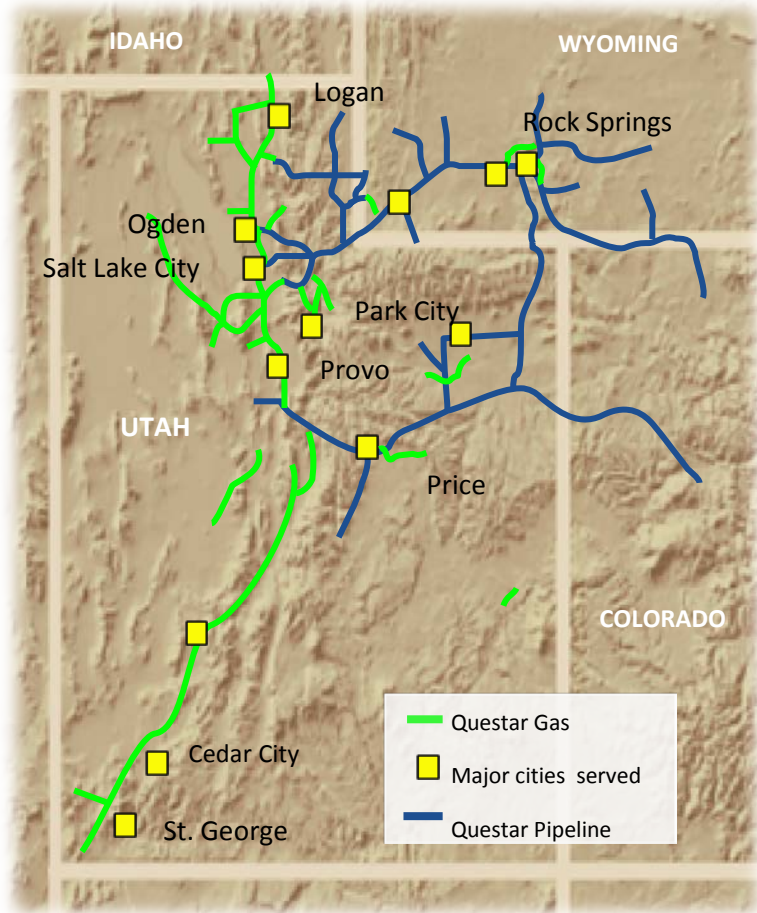 IDAHO
WYOMING
Logan
Rock Springs
Ogden
Salt Lake City
Park City
Provo
UTAH
Price
COLORADO
Questar Gas
Cedar City
Major cities served
St. George
Questar Pipeline